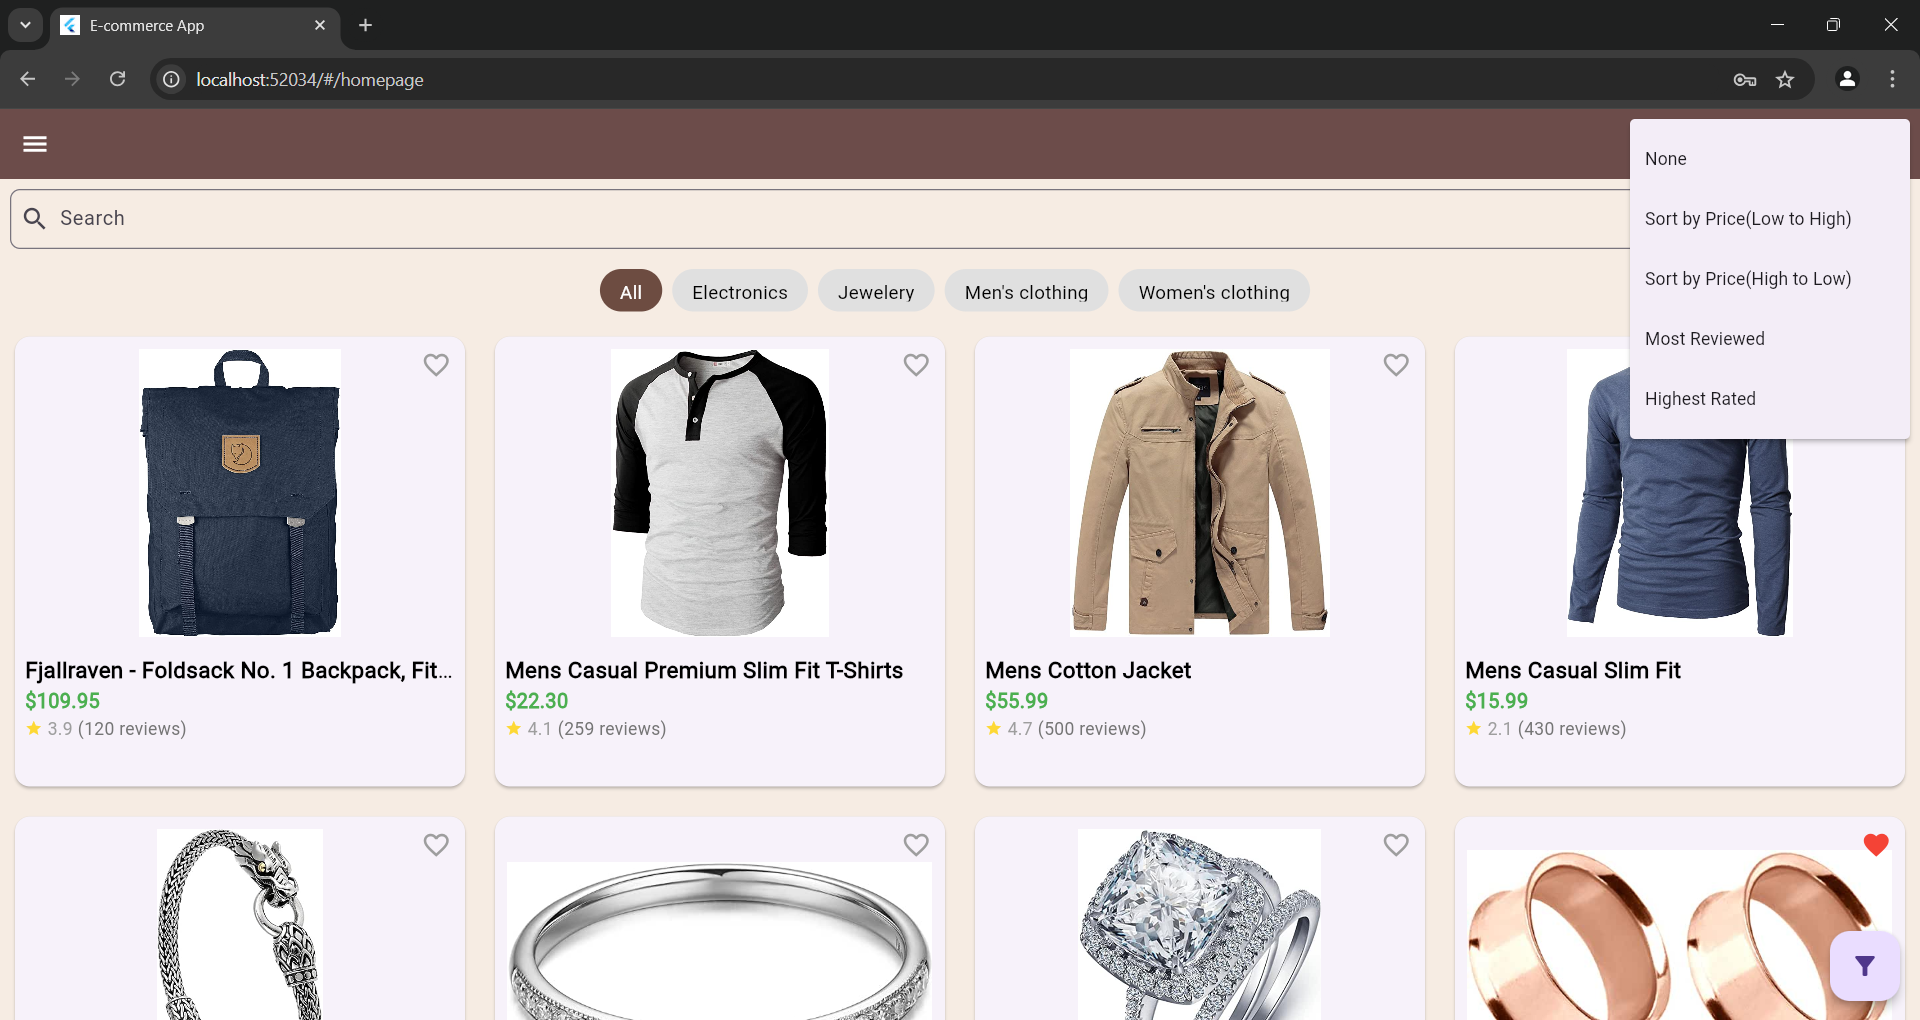 E-commerce App
localhost:52034/#/homepage
None
Sort by Price(Low to High)
Sort by Price(High to Low)
Most Reviewed
Highest Rated
Search
All
Electronics
Jewelery
Men's clothing
Women's clothing
Fjallraven - Foldsack No. 1 Backpack, Fit...
$109.95
3.9 (120 reviews)
Mens Casual Premium Slim Fit T-Shirts
$22.30
4.1 (259 reviews)
Mens Cotton Jacket
$55.99
4.7 (500 reviews)
Mens Casual Slim Fit
$15.99
2.1 (430 reviews)